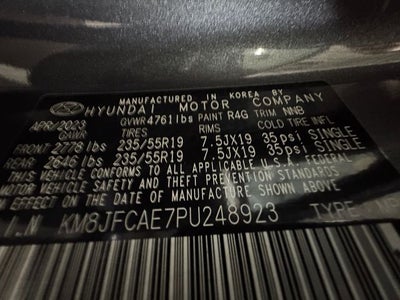 MANUFACTURED IN KOREA BY
HYUNDAI MOTOR COMPANY
APR/2023 GVWR4761lbs PAINT R4G TRIM NNB
GAWR TIRES RIMS COLD TIRE INFL
FRONT 2778 lbs 235/55R19 7.5JX19 35psi SINGLE
REAR 2646 lbs 235/55R19 7.5JX19 35psi SINGLE
THIS VEHICLE CONFORMS TO ALL APPLICABLE U.S.A. FEDERAL
MOTOR VEHICLE SAFETY AND THEFT PREVENTION STANDARDS
EFFECT ON THE DATE OF MANUFACTURE SHOWN ABOVE
I.N KM8JFCAE7PU248923 TYPE